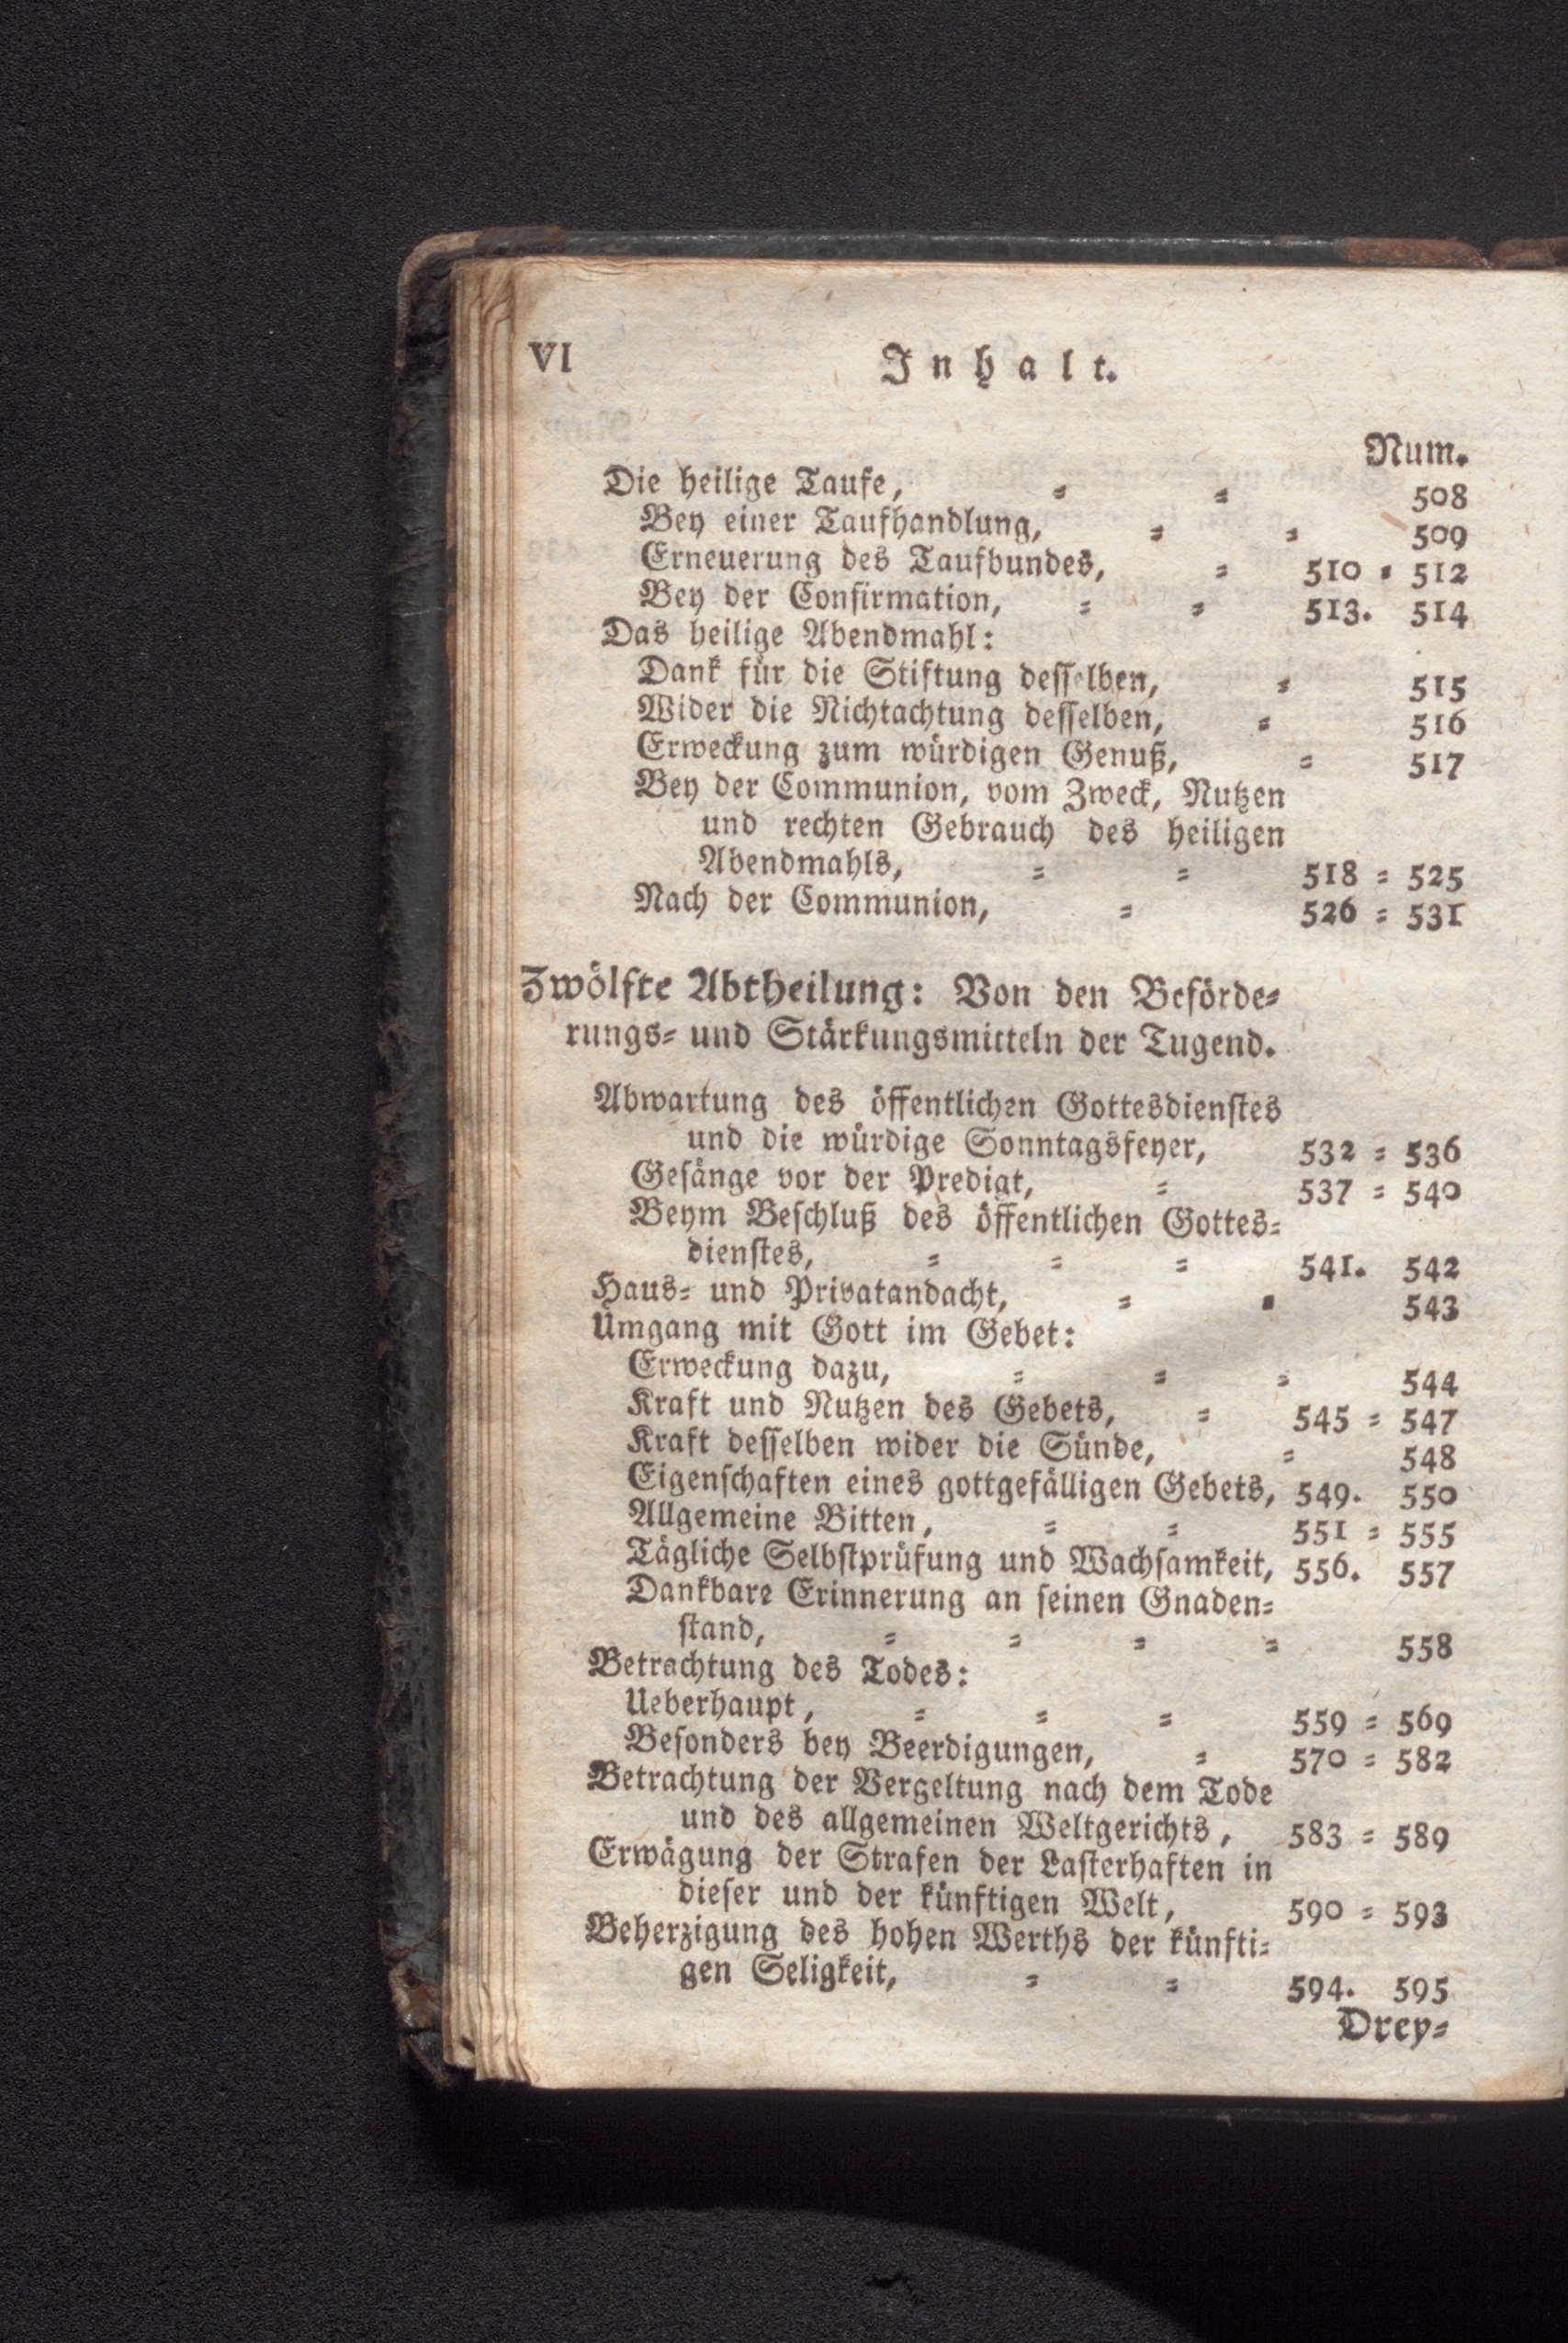 VI Inhalt.
Num.
Die heilige Taufe, = = 508
Bey einer Taufhandlung, = = 509
Erneuerung des Taufbundes, = 510 = 512
Bey der Confirmation, = = 513. 514
Das heilige Abendmahl:
Dank für die Stiftung desselben, = 515
Wider die Nichtachtung desselben, = 516
Erweckung zum würdigen Genuß, = 517
Bey der Communion, vom Zweck, Nutzen
und rechten Gebrauch des heiligen
Abendmahls, = = 518 = 525
Nach der Communion, = 526 = 531
Zwölfte Abtheilung: Von den Beförde=
rungs= und Stärkungsmitteln der Tugend.
Abwartung des öffentlichen Gottesdienstes
und die würdige Sonntagsfeyer, 532 = 536
Gesänge vor der Predigt, = 537 = 540
Beym Beschluß des öffentlichen Gottes=
dienstes, = = = 541. 542
Haus= und Privatandacht, = = 543
Umgang mit Gott im Gebet:
Erweckung dazu, = = = 544
Kraft und Nutzen des Gebets, = 545 = 547
Kraft desselben wider die Sünde, = 548
Eigenschaften eines gottgefälligen Gebets, 549. 550
Allgemeine Bitten, = = 551 = 555
Tägliche Selbstprüfung und Wachsamkeit, 556. 557
Dankbare Erinnerung an seinen Gnaden=
stand, = = = = 558
Betrachtung des Todes:
Ueberhaupt, = = = 559 = 569
Besonders bey Beerdigungen, = 570 = 582
Betrachtung der Vergeltung nach dem Tode
und des allgemeinen Weltgerichts, 583 = 589
Erwägung der Strafen der Lasterhaften in
dieser und der künftigen Welt, 590 = 593
Beherzigung des hohen Werths der künfti=
gen Seligkeit, = = 594. 595
Drey=